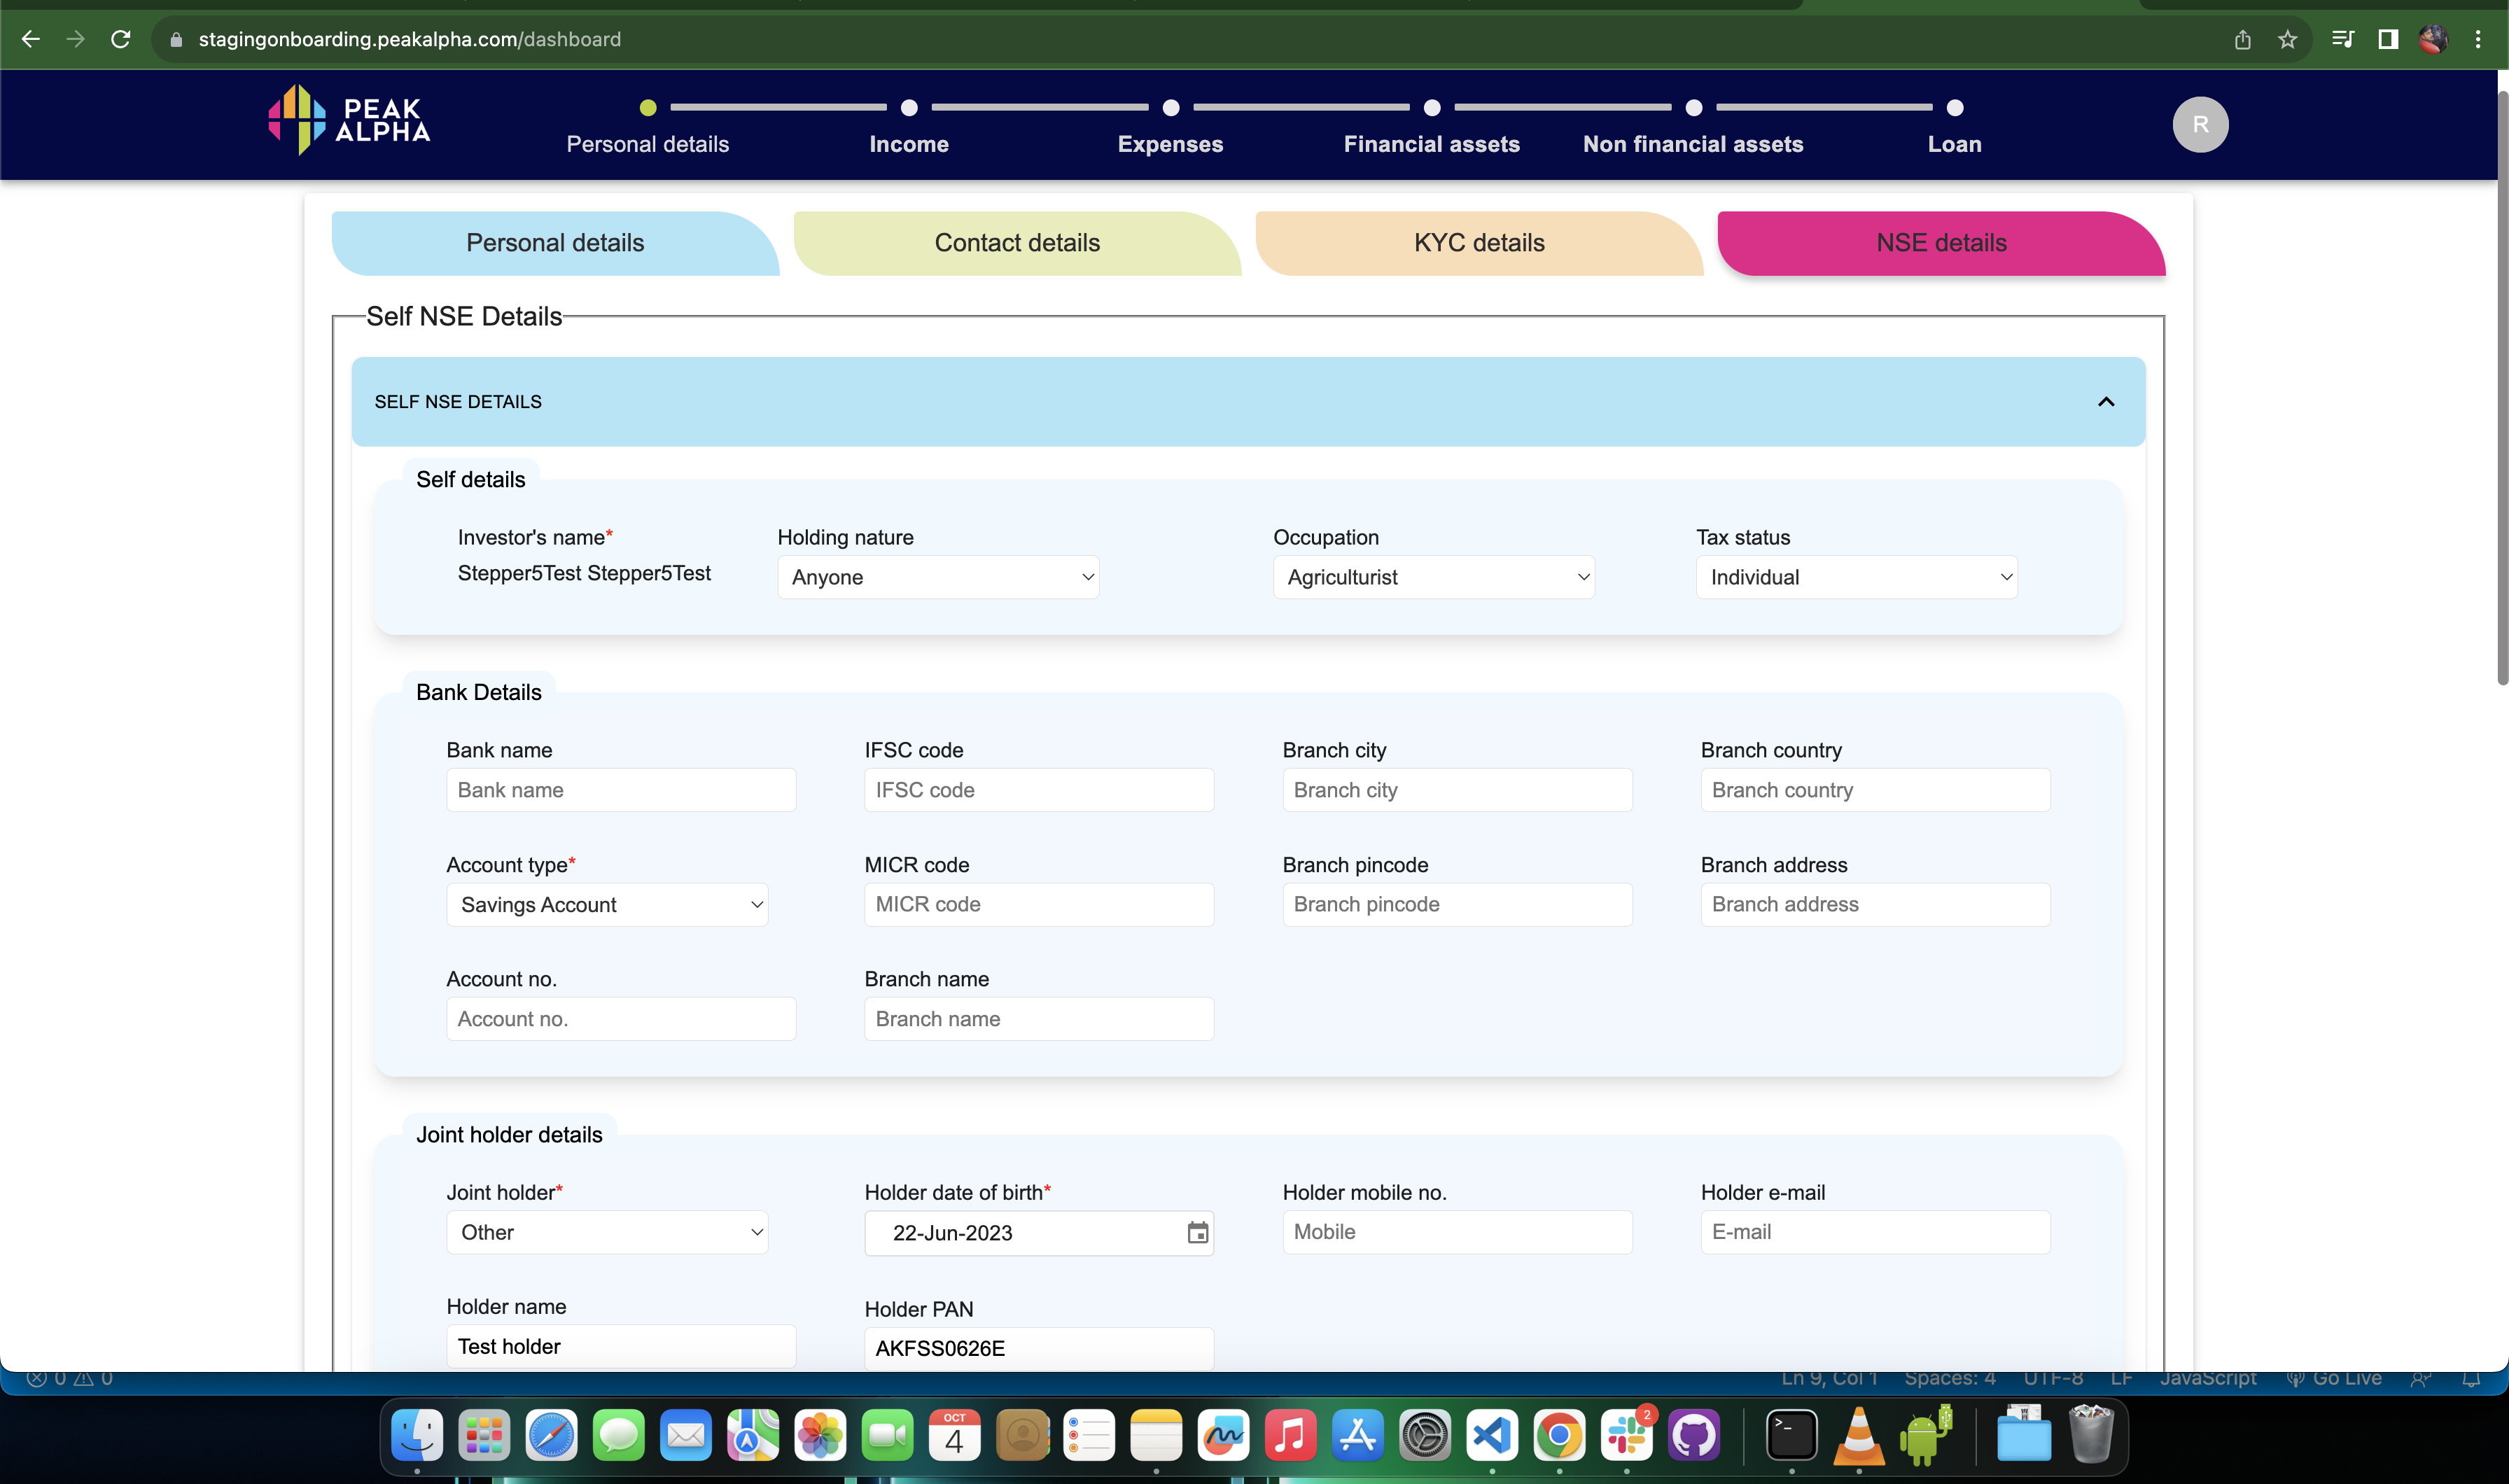 stagingonboarding.peakalpha.com/dashboard
PEAK
ALPHA
Personal details
Income
Expenses
Financial assets
Non financial assets
Loan
R
Personal details
Contact details
KYC details
NSE details
Self NSE Details
SELF NSE DETAILS
Self details
Investor's name*
Holding nature
Occupation
Tax status
Stepper5Test Stepper5Test
Anyone
Agriculturist
Individual
Bank Details
Bank name
IFSC code
Branch city
Branch country
Bank name
IFSC code
Branch city
Branch country
Account type*
MICR code
Branch pincode
Branch address
Savings Account
MICR code
Branch pincode
Branch address
Account no.
Branch name
Account no.
Branch name
Joint holder details
Joint holder*
Holder date of birth*
Holder mobile no.
Holder e-mail
Other
22-Jun-2023
Mobile
E-mail
Holder name
Holder PAN
Test holder
AKFSS0626E
0 0
Ln 9, Col 1
Spaces: 4
UTF-8
LF
JavaScript
Go Live
OCT
4
2